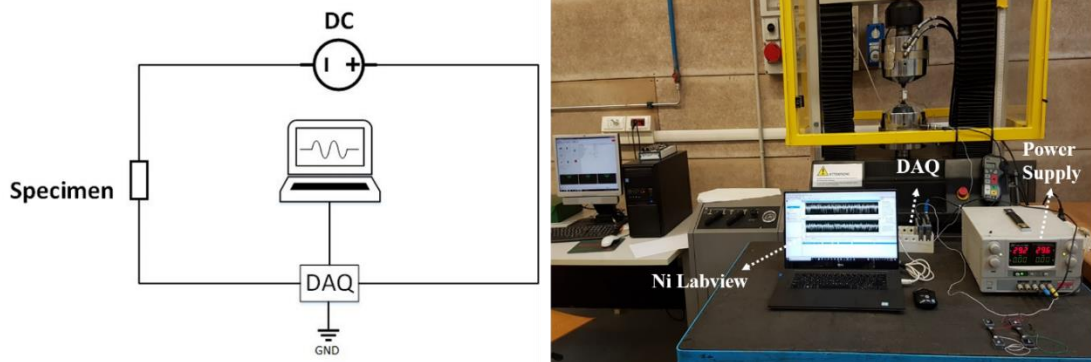 DC
Specimen
DAQ
GND
DAQ
Power
Supply
Ni Labview